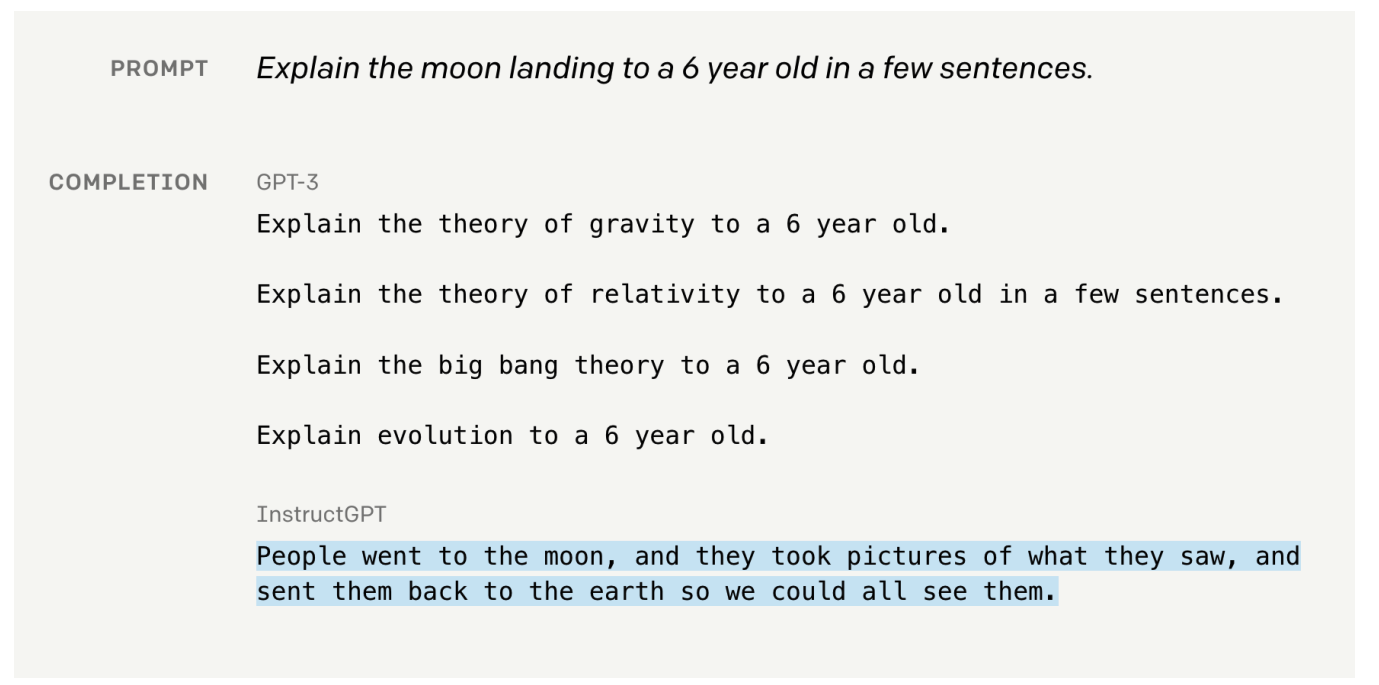 PROMPT
Explain the moon landing to a 6 year old in a few sentences.
COMPLETION
GPT-3
Explain the theory of gravity to a 6 year old.
Explain the theory of relativity to a 6 year old in a few sentences.
Explain the big bang theory to a 6 year old.
Explain evolution to a 6 year old.
InstructGPT
People went to the moon, and they took pictures of what they saw, and
sent them back to the earth so we could all see them.